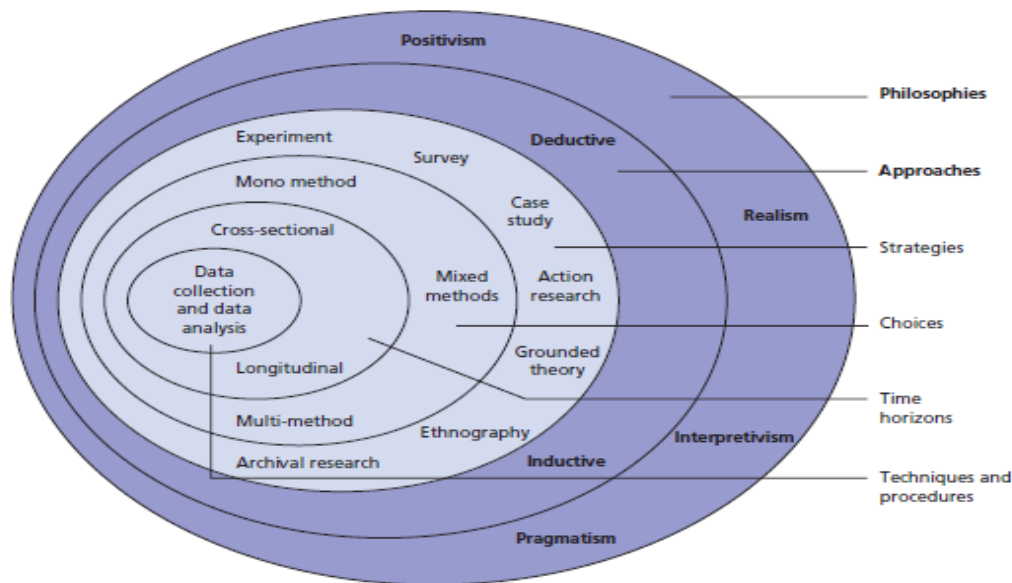 Positivism
Philosophies
Experiment
Deductive
Survey
Approaches
Mono method
Case
study
Realism
Cross-sectional
Strategies
Data
collection
and data
analysis
Mixed
methods
Action
research
Choices
Grounded
theory
Longitudinal
Time
horizons
Multi-method
Ethnography
Interpretivism
Archival research
Inductive
Techniques and
procedures
Pragmatism